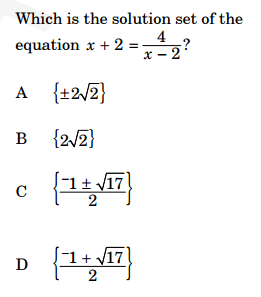 Which is the solution set of the
equation x + 2 = 4/(x − 2)?
A {±2√2}
B {2√2}
C {(⁻1 ± √17)/2}
D {(⁻1 + √17)/2}